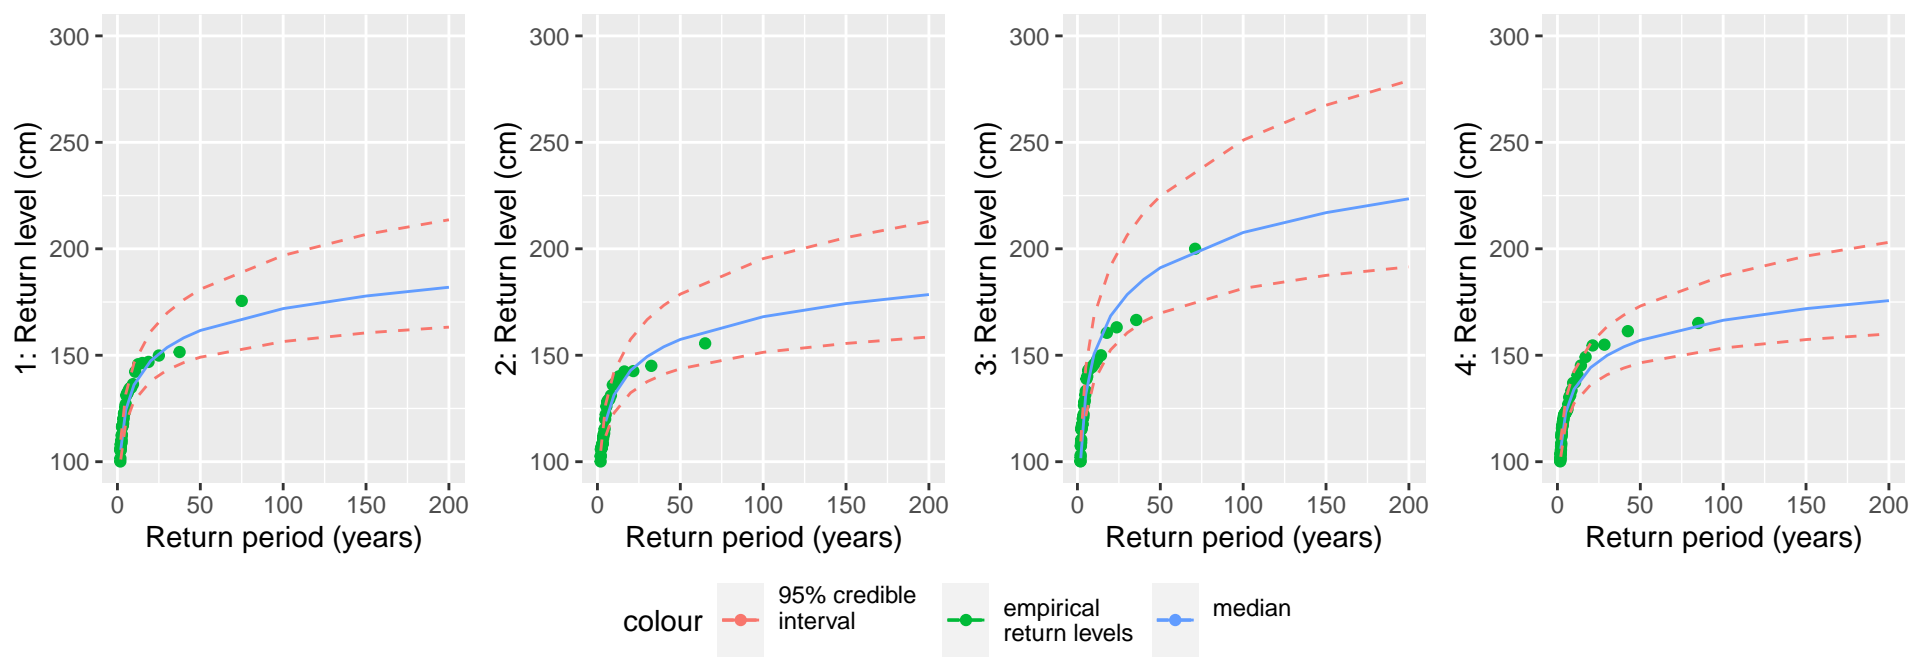 1: Return level (cm)
300
250
200
150
100
0 50 100 150 200
Return period (years)
2: Return level (cm)
300
250
200
150
100
0 50 100 150 200
Return period (years)
3: Return level (cm)
300
250
200
150
100
0 50 100 150 200
Return period (years)
4: Return level (cm)
300
250
200
150
100
0 50 100 150 200
Return period (years)
colour
95% credible
interval
empirical
return levels
median